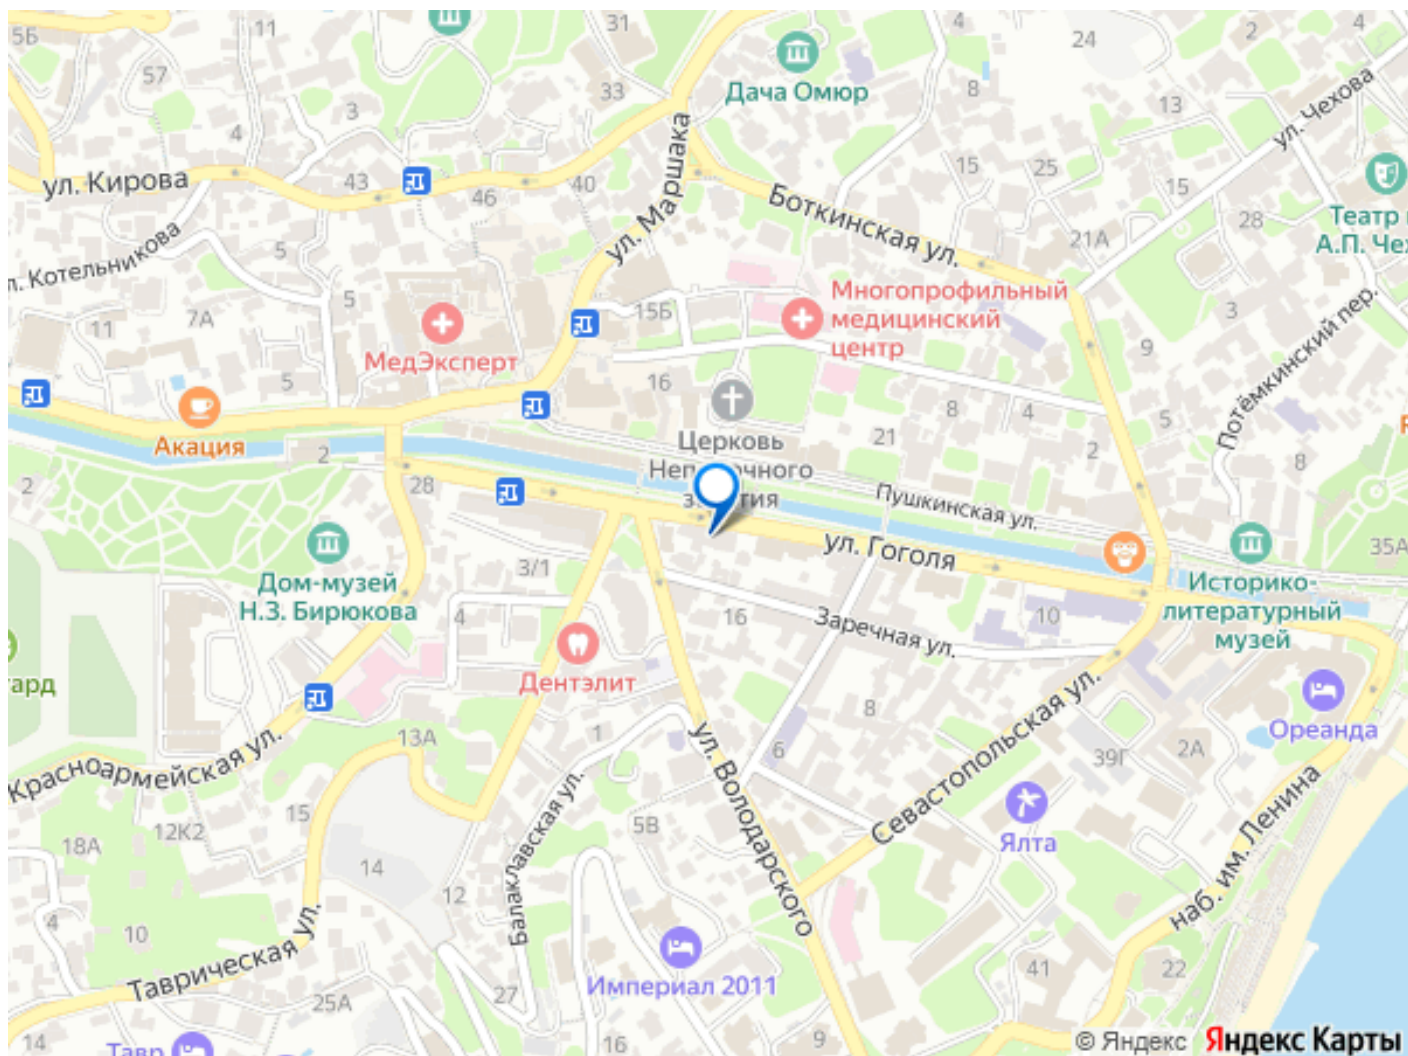 5Б
31
4
24
4
57
33
Дача Омюр
8
13
ул. Чехова
3
4
ул. Маршака
ул. Кирова
43
46
40
15
25
15
Боткинская ул.
28
Театр
А.П. Чех
21А
Котельникова
5
5
15Б
Многопрофильный
медицинский
центр
3
Потёмкинский пер.
11
7А
МедЭксперт
9
5
16
8
4
Акация
2
Церковь
21
2
8
2
28
Пушкинская ул.
ул. Гоголя
35А
Дом-музей
Н.З. Бирюкова
3/1
Историко-
литературный
музей
4
16
Заречная ул.
10
Дентэлит
ард
8
Ореанда
13А
1
ул. Володарского
6
Севастопольская ул.
39Г
2А
Красноармейская ул.
15
12К2
18А
14
5В
Балаклавская ул.
Ялта
наб. им. Ленина
12
4
10
Таврическая ул.
Империал 2011
41
22
25А
27
14
Тавр
16
9
© Яндекс Яндекс Карты